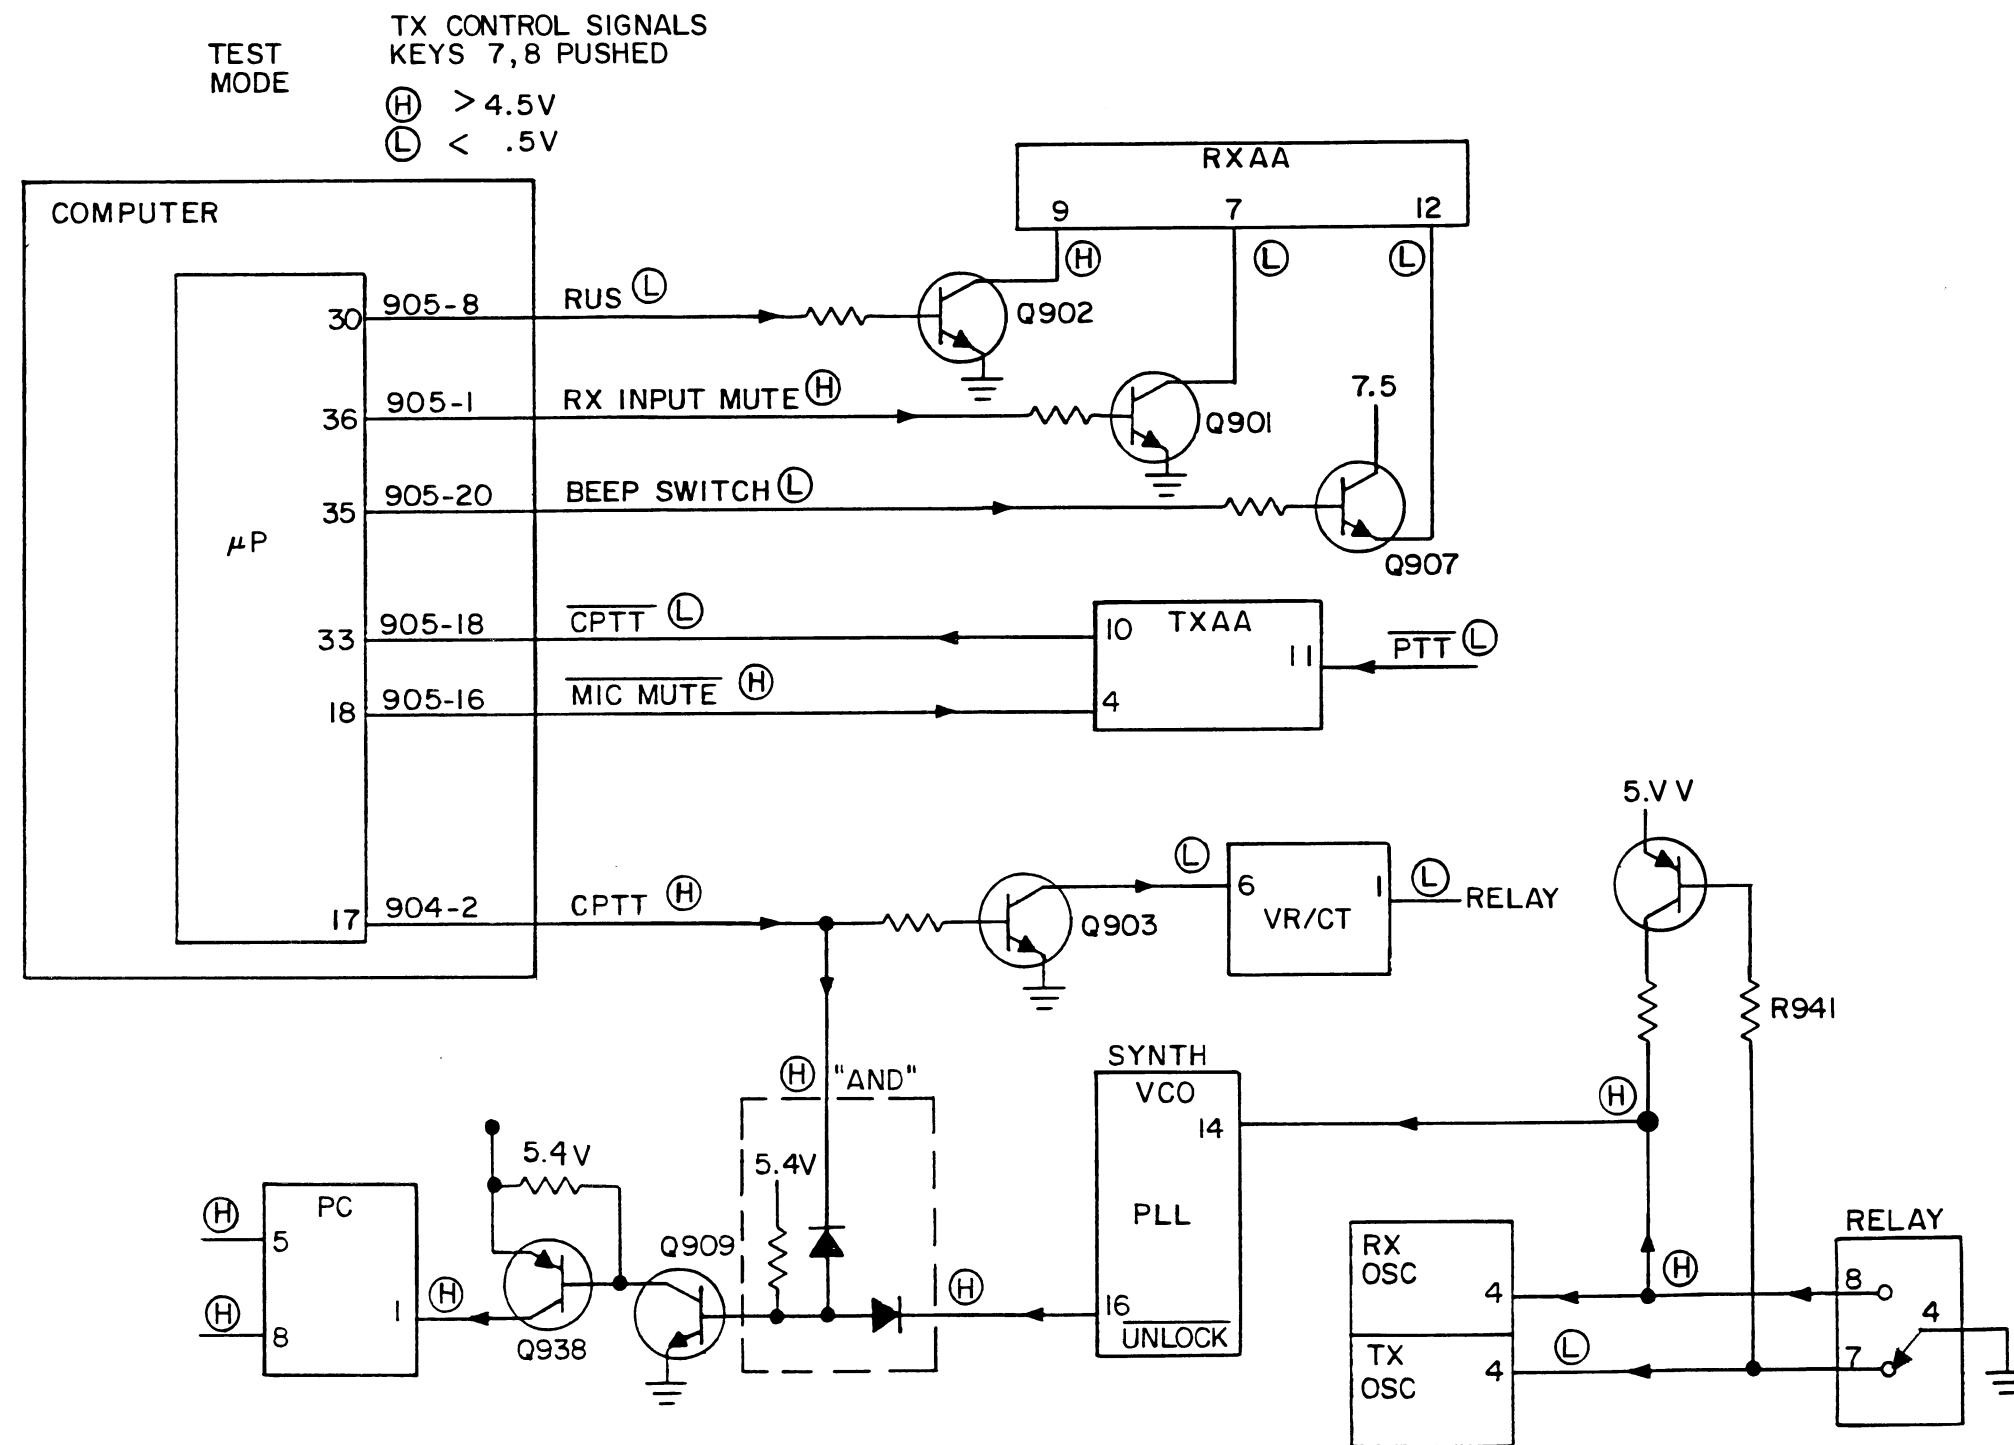 TX CONTROL SIGNALS
KEYS 7,8 PUSHED
TEST
MODE
H > 4.5V
L < .5V
COMPUTER
RXAA
9 7 12
H L L
30 905-8 RUS L
Q902
36 905-1 RX INPUT MUTE H
Q901
7.5
35 905-20 BEEP SWITCH L
Q907
µP
33 905-18 CPTT L
10 TXAA
11 PTT L
18 905-16 MIC MUTE H
4
5.V V
17 904-2 CPTT H
Q903
L
6 1
VR/CT
L RELAY
R941
H "AND"
SYNTH
VCO
14
H
5.4V
5.4V
PC
H 5
H 8
1 H
Q938
Q909
PLL
H
16
UNLOCK
RX
OSC
4
H
TX
OSC
4
L
RELAY
8
4
7